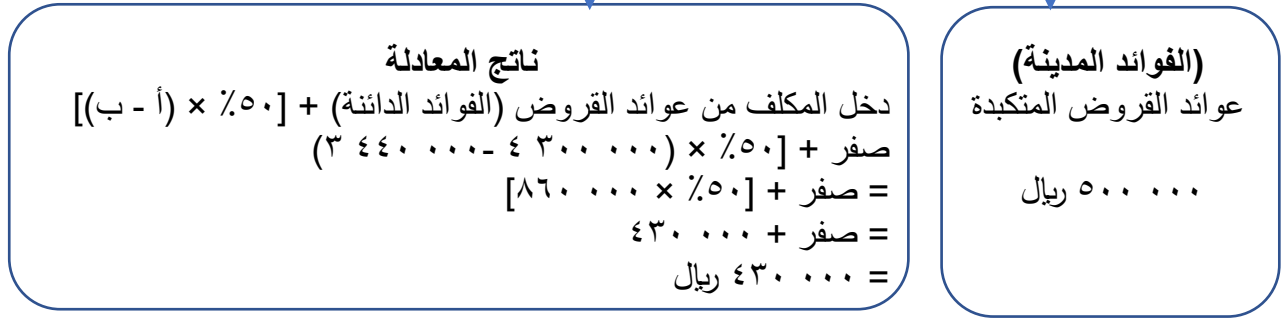 (الفوائد المدينة)
عوائد القروض المتكبدة
٥٠٠ ٠٠٠ ريال
ناتج المعادلة
دخل المكلف من عوائد القروض (الفوائد الدائنة) + [٥٠٪ × (أ - ب)]
صفر + [٥٠٪ × (٠٠٠ ٣٠٠ ٤ -٠٠٠ ٤٤٠ ٣)
= صفر + [٥٠٪ × ٠٠٠ ٨٦٠]
= صفر + ٠٠٠ ٤٣٠
= ٠٠٠ ٤٣٠ ريال